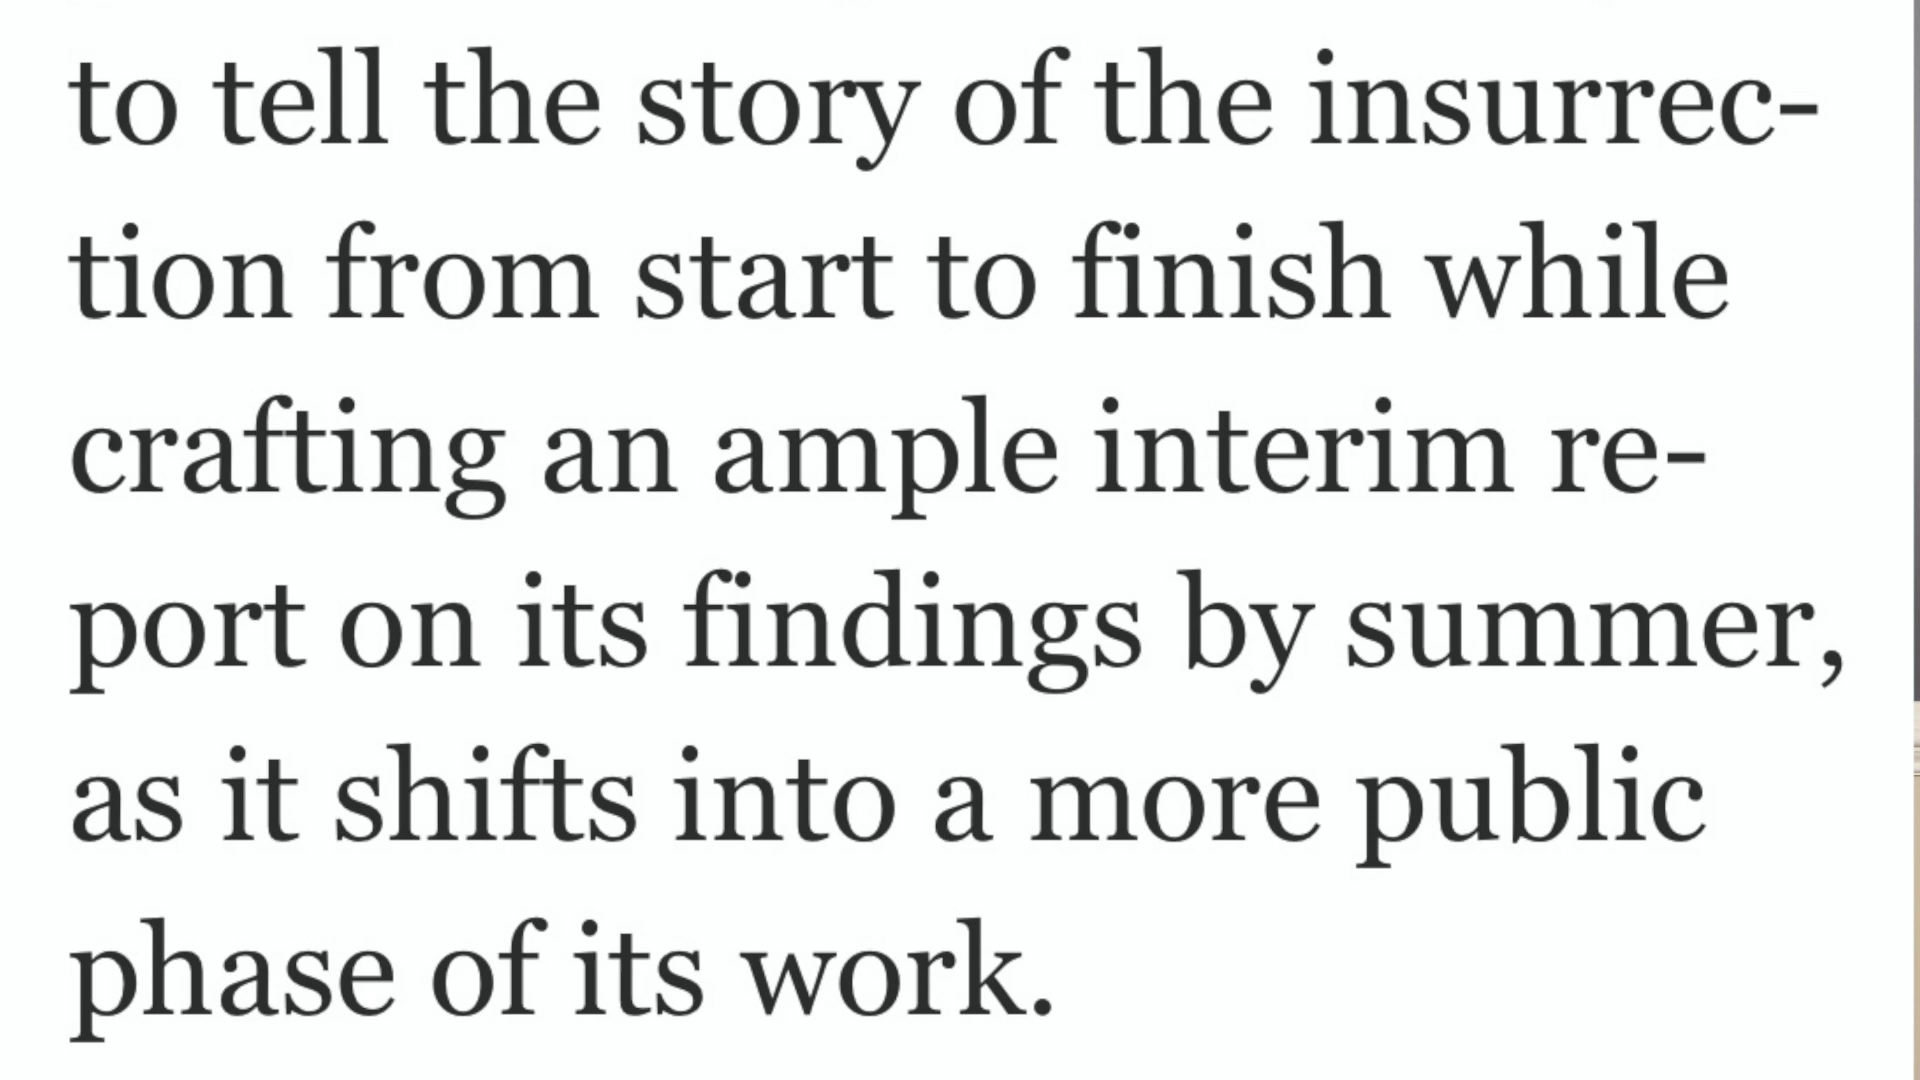 to tell the story of the insurrec-
tion from start to finish while
crafting an ample interim re-
port on its findings by summer,
as it shifts into a more public
phase of its work.